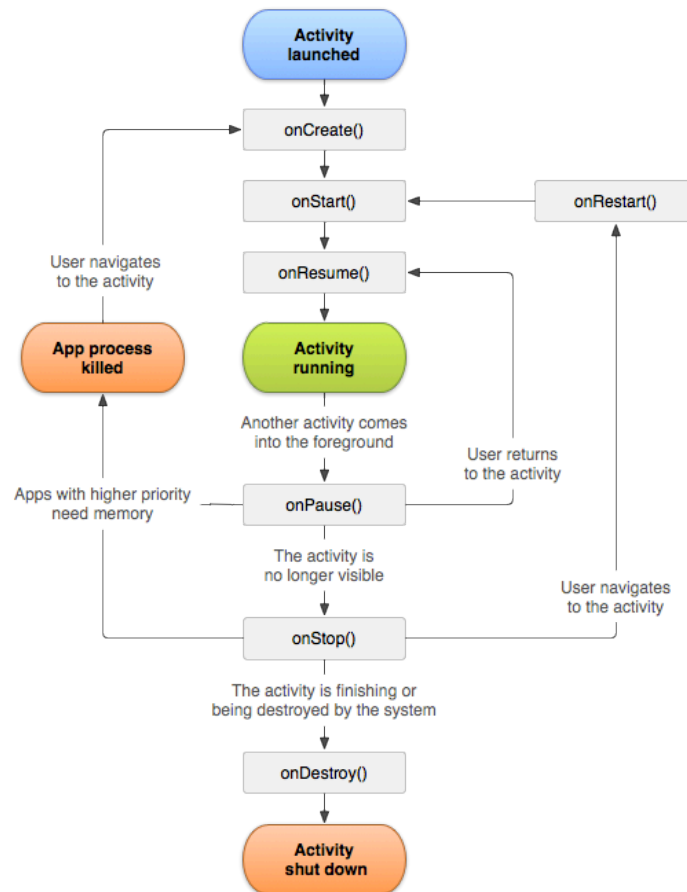 Activity
launched
onCreate()
onStart()
onRestart()
User navigates
to the activity
onResume()
App process
killed
Activity
running
Another activity comes
into the foreground
User returns
to the activity
Apps with higher priority
need memory
onPause()
The activity is
no longer visible
User navigates
to the activity
onStop()
The activity is finishing or
being destroyed by the system
onDestroy()
Activity
shut down